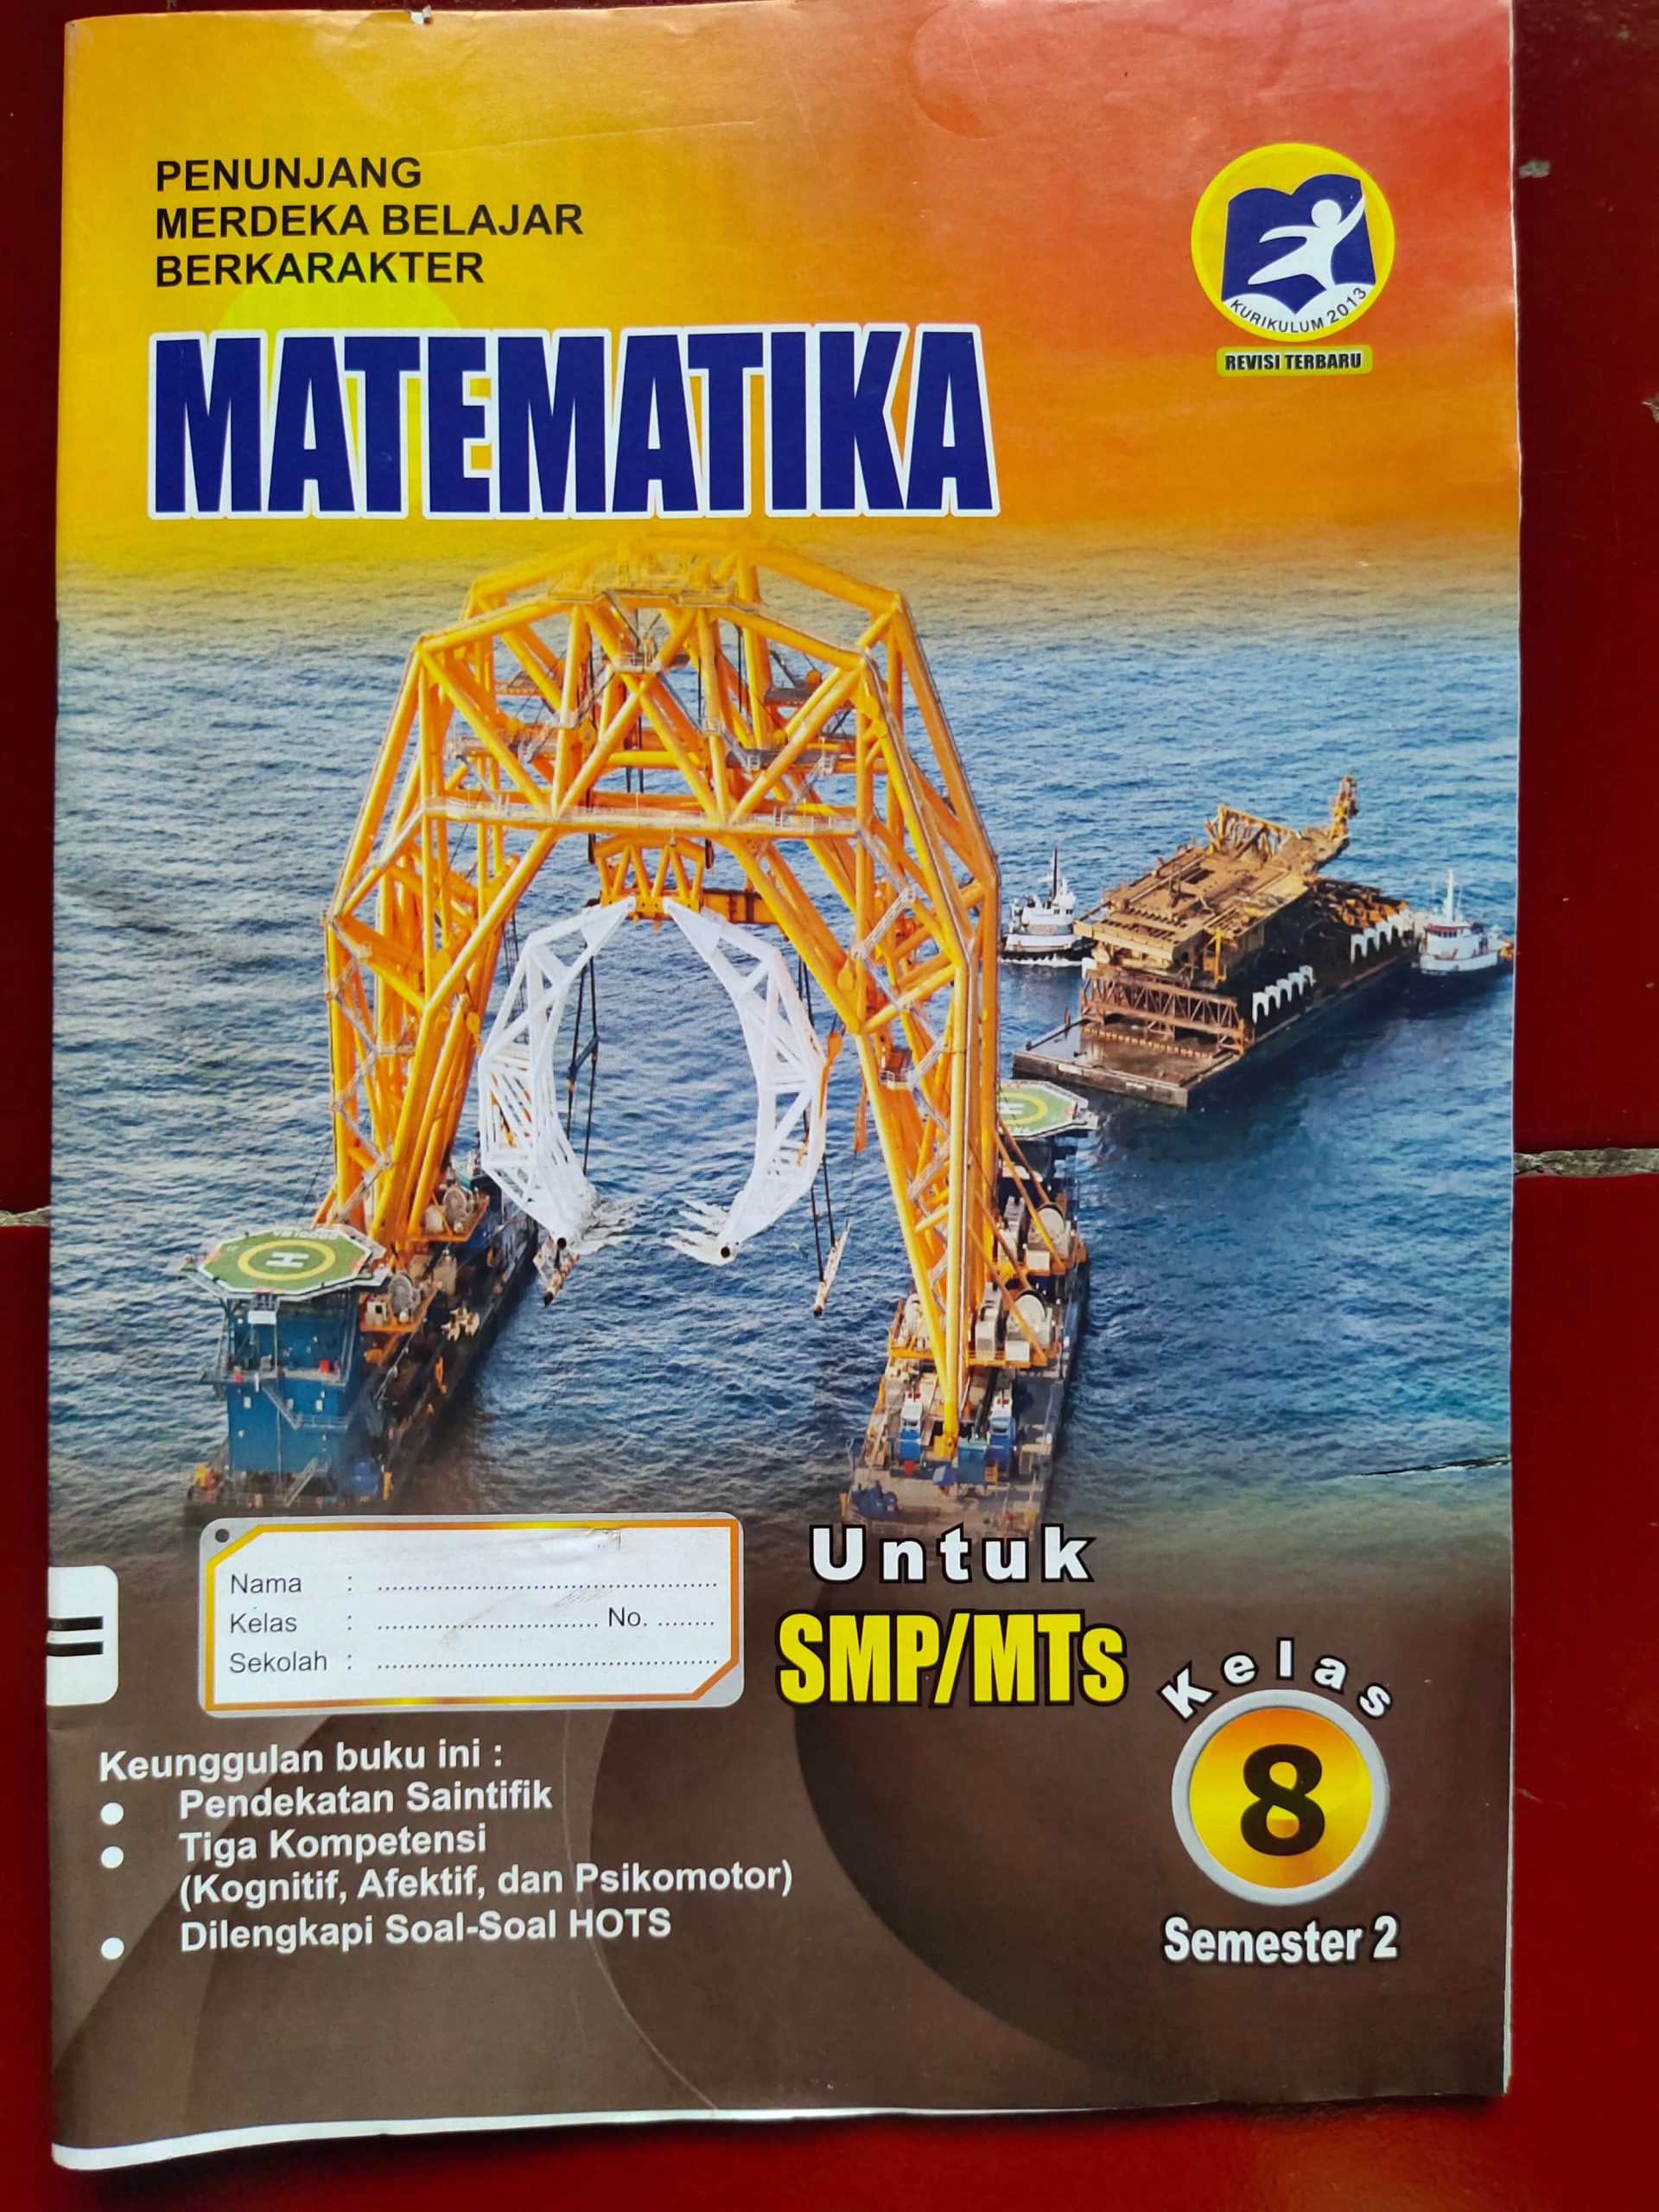 PENUNJANG
MERDEKA BELAJAR
BERKARAKTER
KURIKULUM 2013
REVISI TERBARU
MATEMATIKA
H
Untuk
SMP/MTs
Nama : ..............................................
Kelas : .............................. No. ........
Sekolah : ..............................................
Kelas
8
Semester 2
Keunggulan buku ini :
● Pendekatan Saintifik
● Tiga Kompetensi
(Kognitif, Afektif, dan Psikomotor)
● Dilengkapi Soal-Soal HOTS